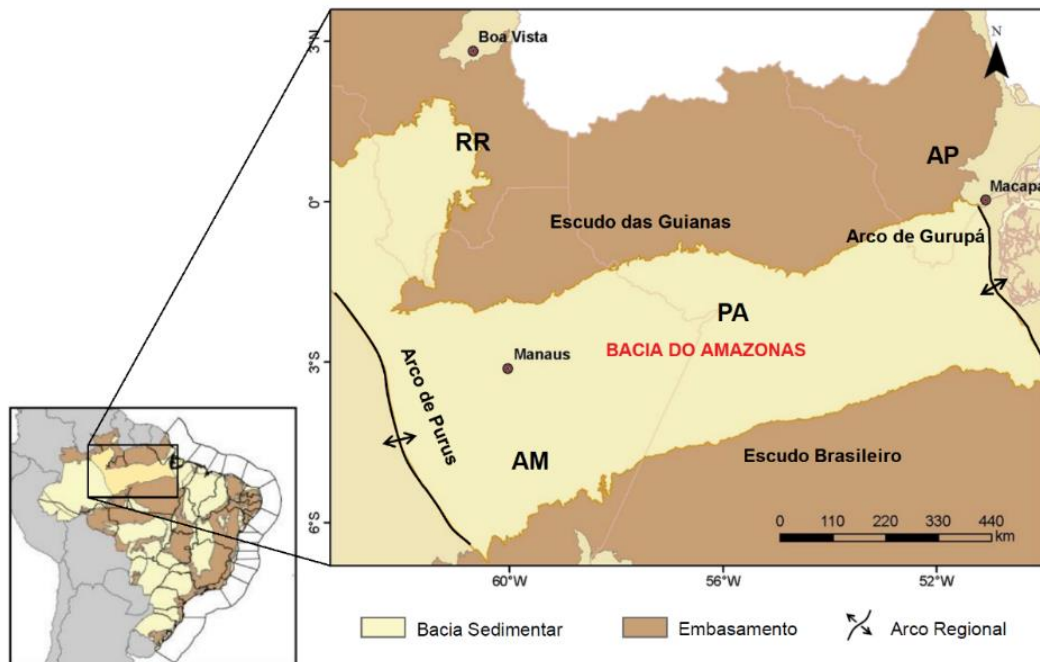 N
3°N
Boa Vista
RR
AP
0°
Macapá
Escudo das Guianas
Arco de Gurupá
PA
BACIA DO AMAZONAS
Manaus
3°S
Arco de Purus
AM
Escudo Brasileiro
6°S
0 110 220 330 440
km
60°W 56°W 52°W
Bacia Sedimentar Embasamento Arco Regional